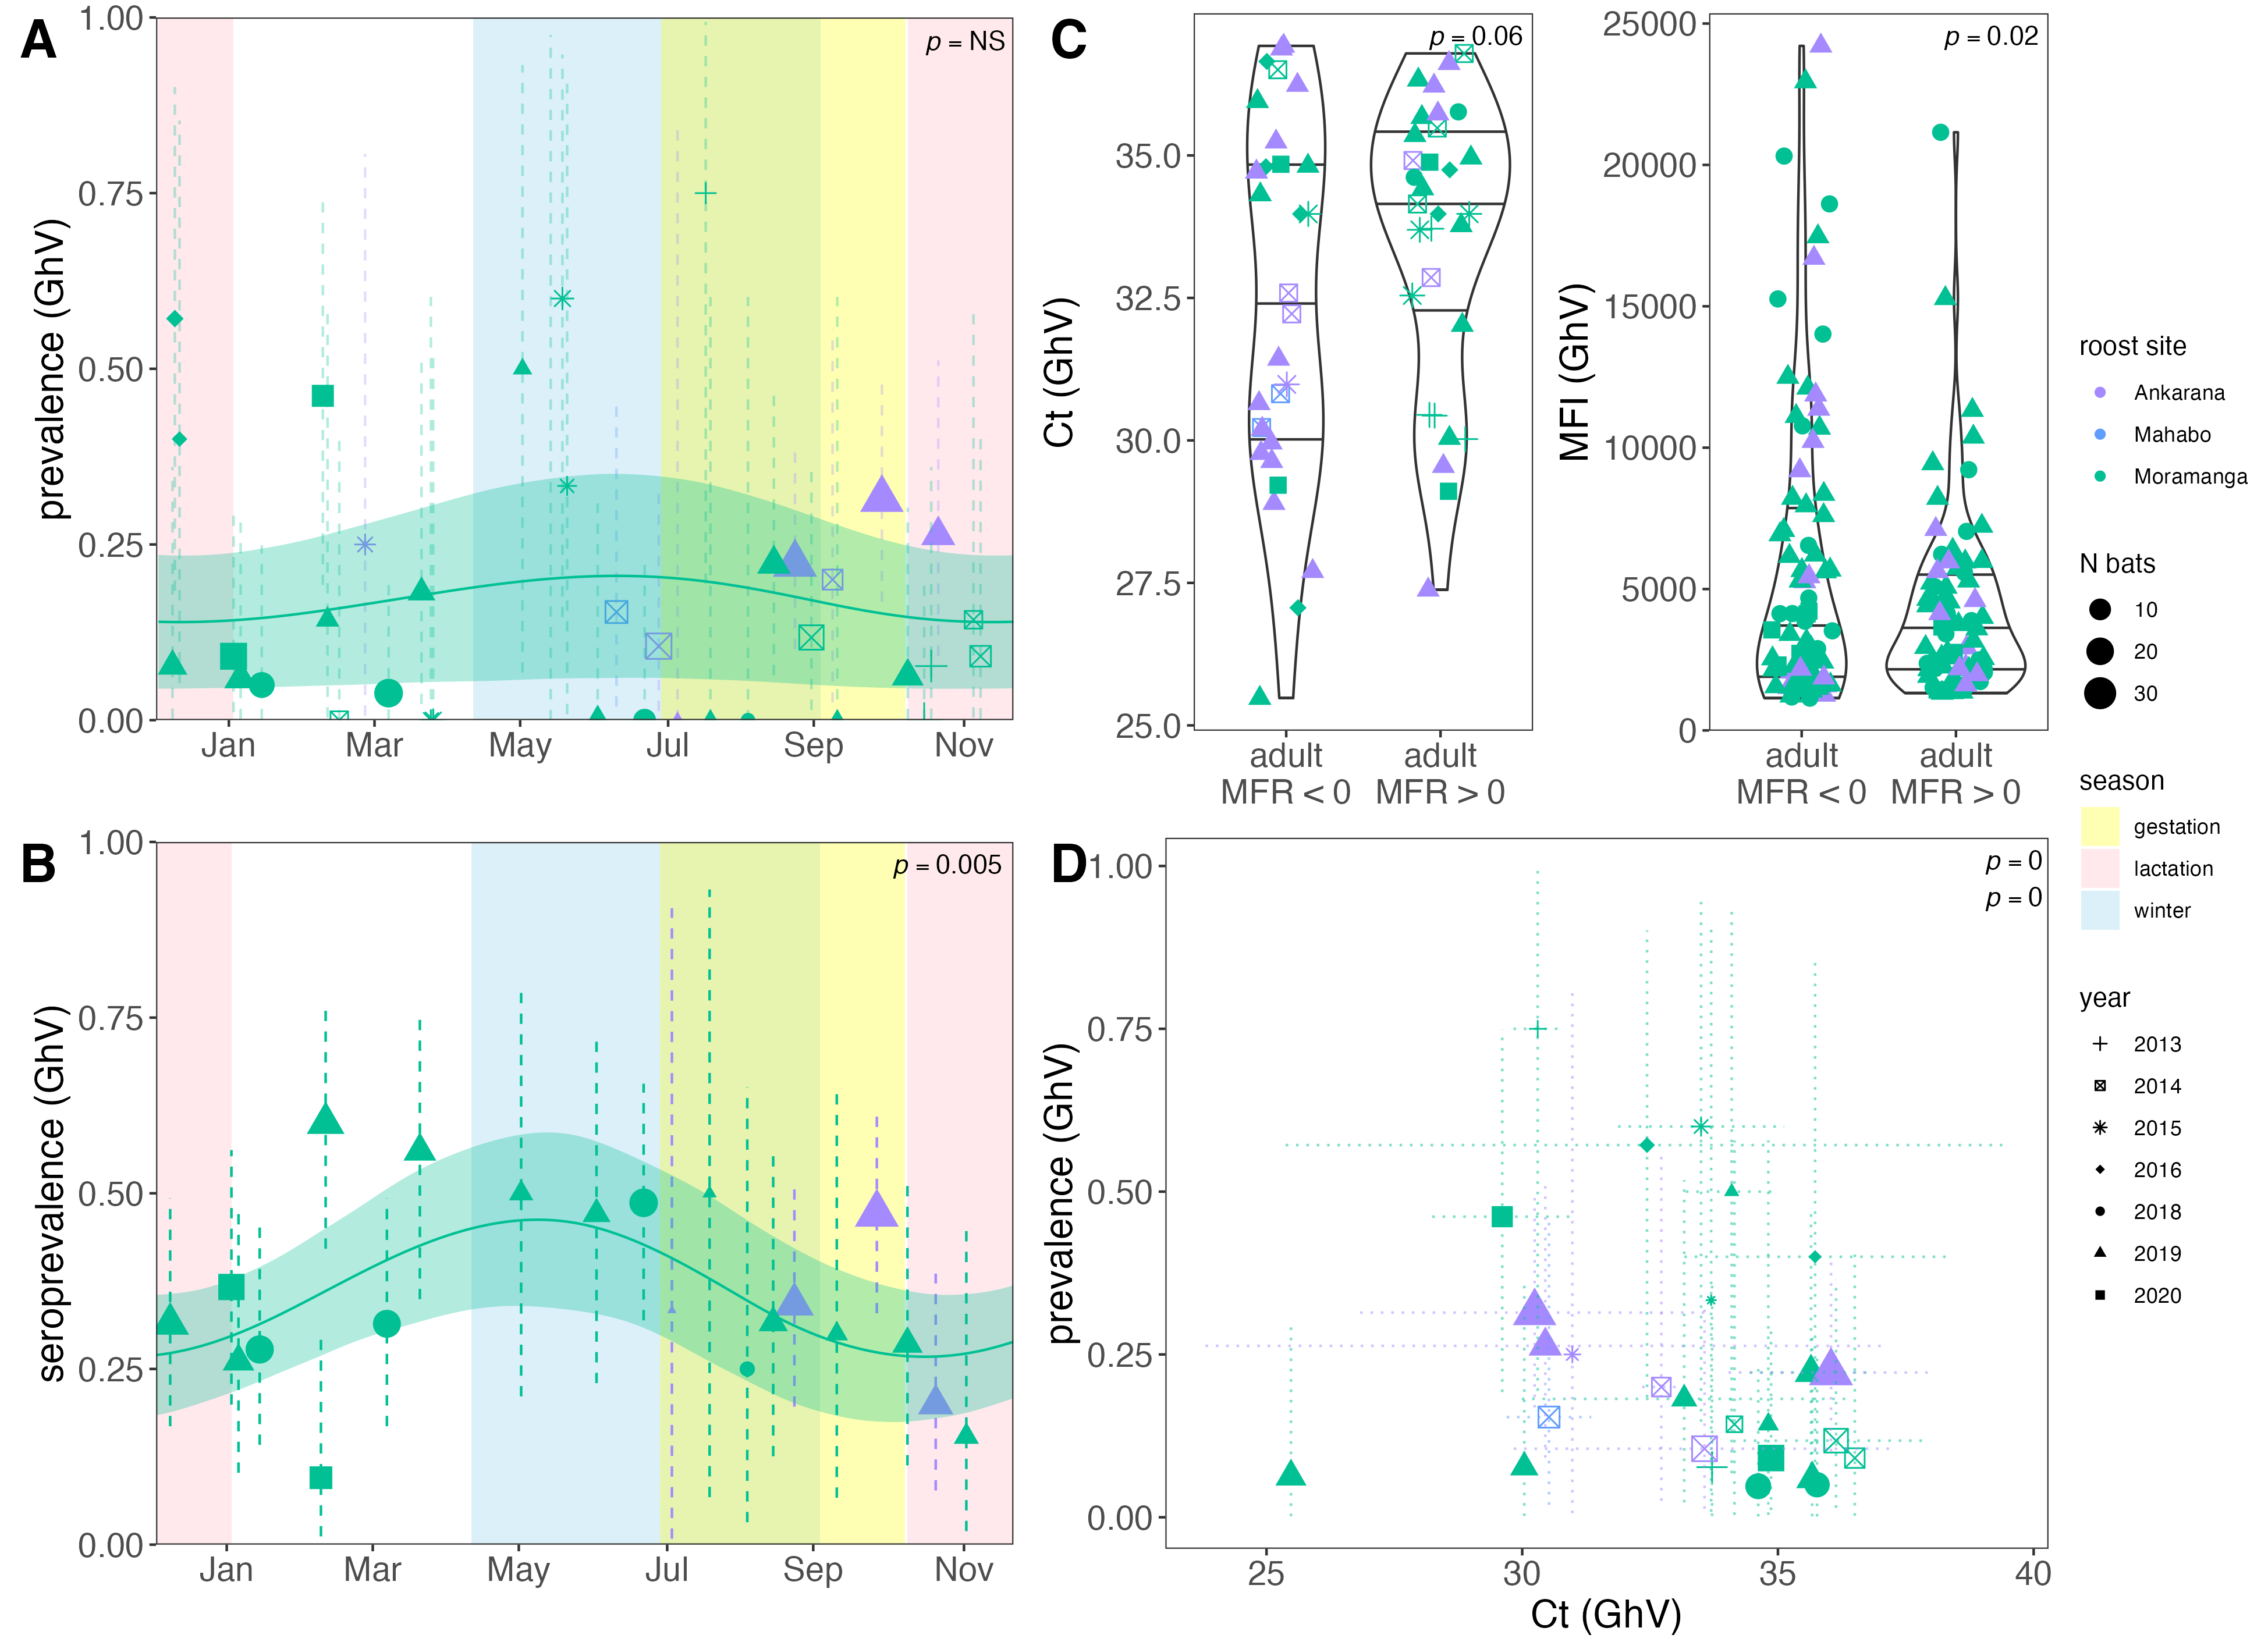 A
1.00
0.75
0.50
0.25
0.00
prevalence (GhV)
p = NS
Jan
Mar
May
Jul
Sep
Nov
B
1.00
0.75
0.50
0.25
0.00
seroprevalence (GhV)
p = 0.005
Jan
Mar
May
Jul
Sep
Nov
C
35.0
32.5
30.0
27.5
25.0
Ct (GhV)
p = 0.06
adult
MFR < 0
adult
MFR > 0
25000
20000
15000
10000
5000
0
MFI (GhV)
p = 0.02
adult
MFR < 0
adult
MFR > 0
D
1.00
0.75
0.50
0.25
0.00
prevalence (GhV)
p = 0
p = 0
25
30
35
40
Ct (GhV)
roost site
Ankarana
Mahabo
Moramanga
N bats
10
20
30
season
gestation
lactation
winter
year
2013
2014
2015
2016
2018
2019
2020